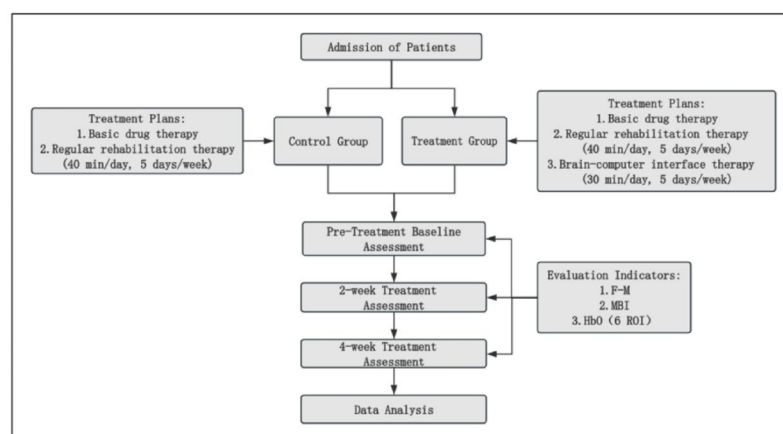 Admission of Patients
Treatment Plans:
1.Basic drug therapy
2.Regular rehabilitation therapy
(40 min/day, 5 days/week)
Control Group
Treatment Group
Treatment Plans:
1.Basic drug therapy
2.Regular rehabilitation therapy
(40 min/day, 5 days/week)
3.Brain-computer interface therapy
(30 min/day, 5 days/week)
Pre-Treatment Baseline
Assessment
2-week Treatment
Assessment
Evaluation Indicators:
1.F-M
2.MBI
3.HbO (6 ROI)
4-week Treatment
Assessment
Data Analysis